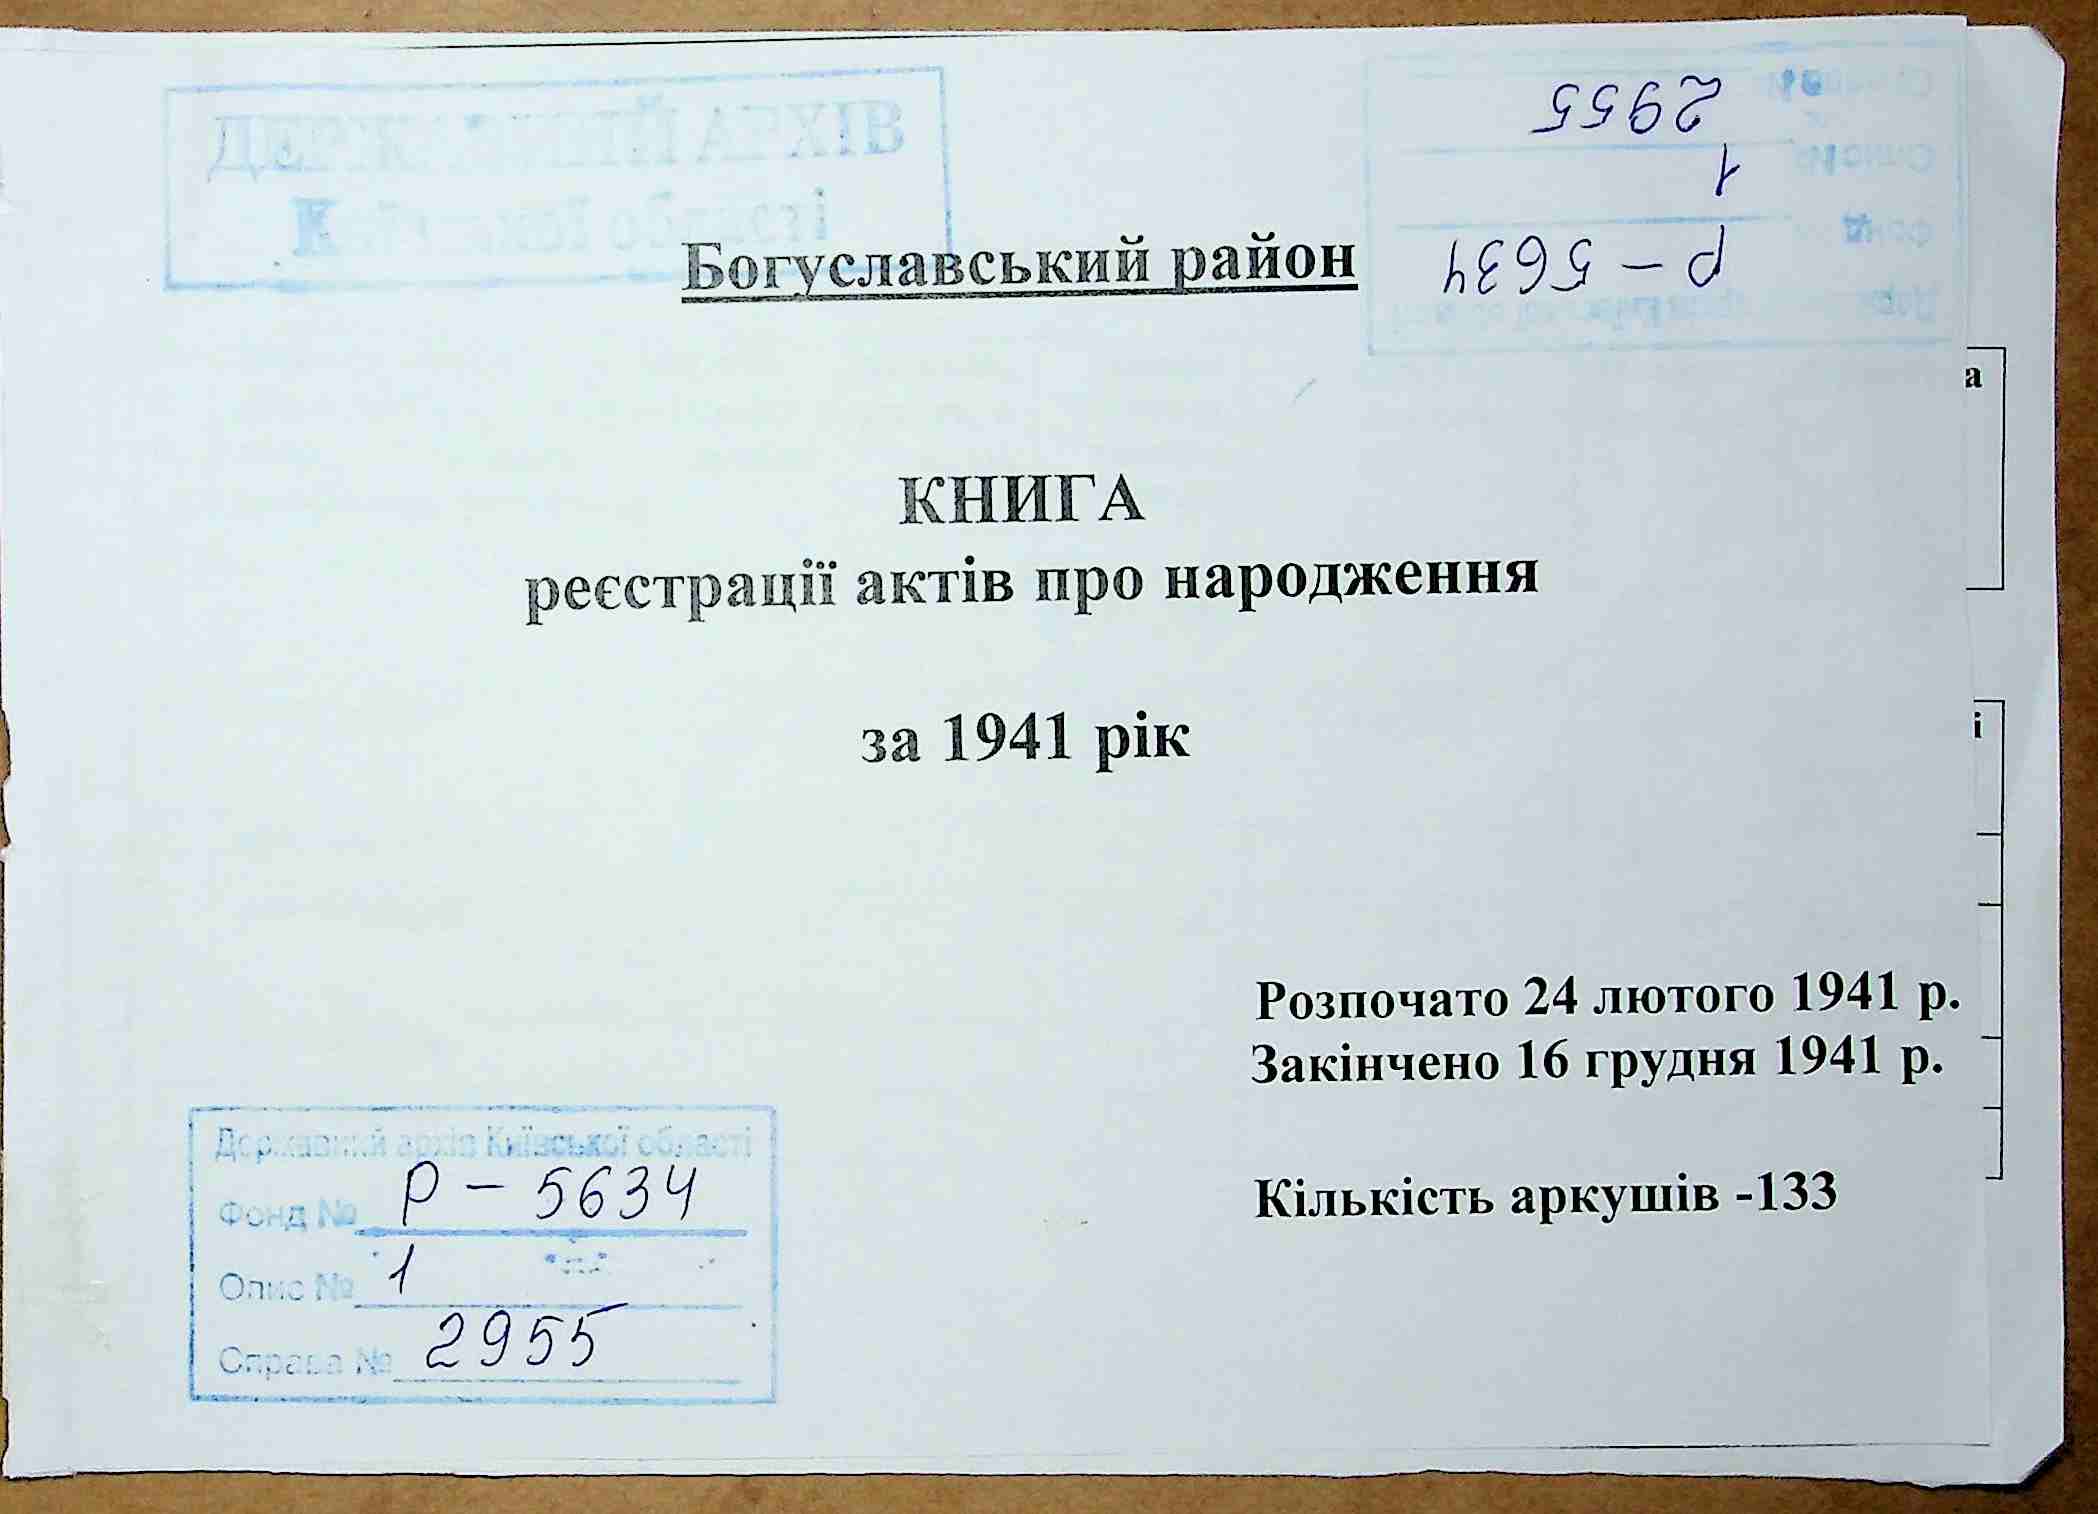 ДЕРЖАВНИЙ АРХІВ
Київської області
2955
1
Р - 5634
Богуславський район
а
КНИГА
реєстрації актів про народження
за 1941 рік
і
Розпочато 24 лютого 1941 р.
Закінчено 16 грудня 1941 р.
Кількість аркушів -133
Державний архів Київської області
Фонд № Р - 5634
Опис № 1
Справа № 2955